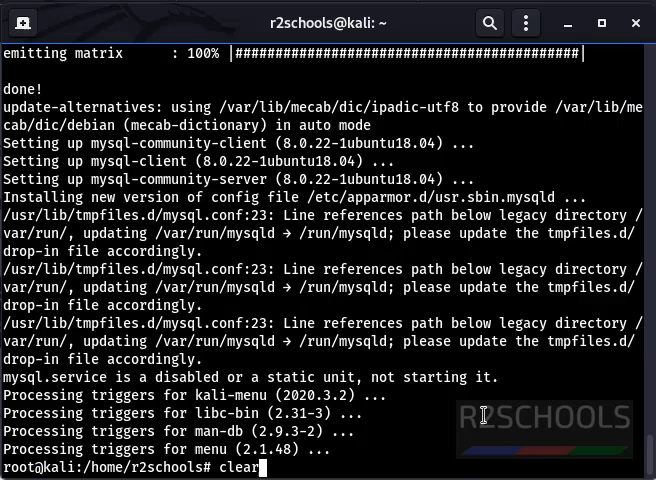 r2schools@kali: ~
emitting matrix      : 100% |###########################################|
done!
update-alternatives: using /var/lib/mecab/dic/ipadic-utf8 to provide /var/lib/me
cab/dic/debian (mecab-dictionary) in auto mode
Setting up mysql-community-client (8.0.22-1ubuntu18.04) ...
Setting up mysql-client (8.0.22-1ubuntu18.04) ...
Setting up mysql-community-server (8.0.22-1ubuntu18.04) ...
Installing new version of config file /etc/apparmor.d/usr.sbin.mysqld ...
/usr/lib/tmpfiles.d/mysql.conf:23: Line references path below legacy directory /
var/run/, updating /var/run/mysqld → /run/mysqld; please update the tmpfiles.d/
drop-in file accordingly.
/usr/lib/tmpfiles.d/mysql.conf:23: Line references path below legacy directory /
var/run/, updating /var/run/mysqld → /run/mysqld; please update the tmpfiles.d/
drop-in file accordingly.
/usr/lib/tmpfiles.d/mysql.conf:23: Line references path below legacy directory /
var/run/, updating /var/run/mysqld → /run/mysqld; please update the tmpfiles.d/
drop-in file accordingly.
mysql.service is a disabled or a static unit, not starting it.
Processing triggers for kali-menu (2020.3.2) ...
Processing triggers for libc-bin (2.31-3) ...
Processing triggers for man-db (2.9.3-2) ...
Processing triggers for menu (2.1.48) ...
root@kali:/home/r2schools# clear
R2SCHOOLS